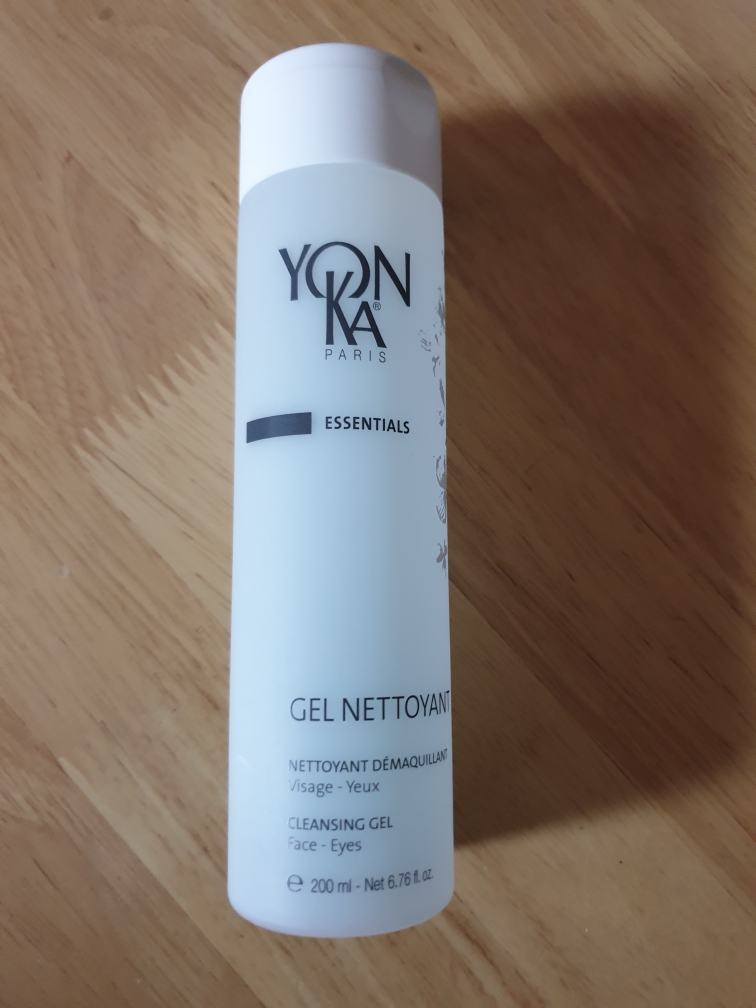 YON
KA®
PARIS
ESSENTIALS
GEL NETTOYANT
NETTOYANT DÉMAQUILLANT
Visage - Yeux
CLEANSING GEL
Face - Eyes
℮ 200 ml - Net 6.76 fl. oz.